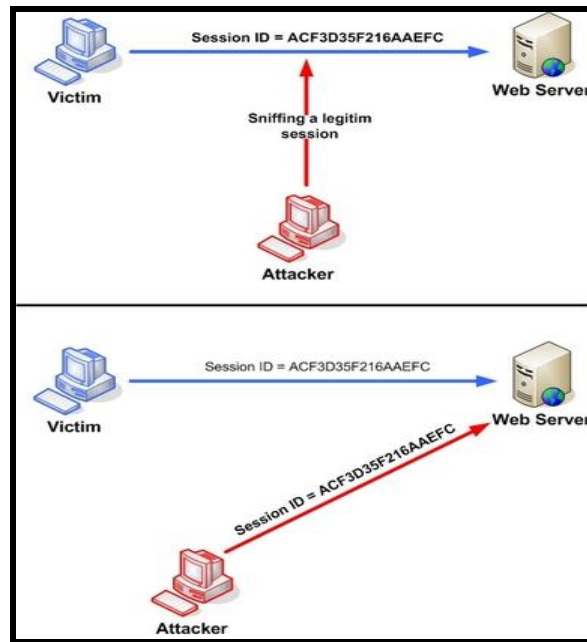 Session ID = ACF3D35F216AAEFC
Victim
Web Server
Sniffing a legitim
session
Attacker
Session ID = ACF3D35F216AAEFC
Victim
Web Server
Session ID = ACF3D35F216AAEFC
Attacker